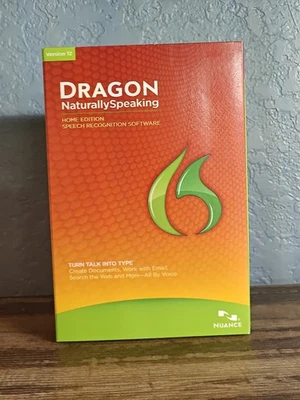 Version 12
DRAGON
NaturallySpeaking
HOME EDITION
SPEECH RECOGNITION SOFTWARE
TURN TALK INTO TYPE
Create Documents, Work with Email,
Search the Web and More—All By Voice
NUANCE